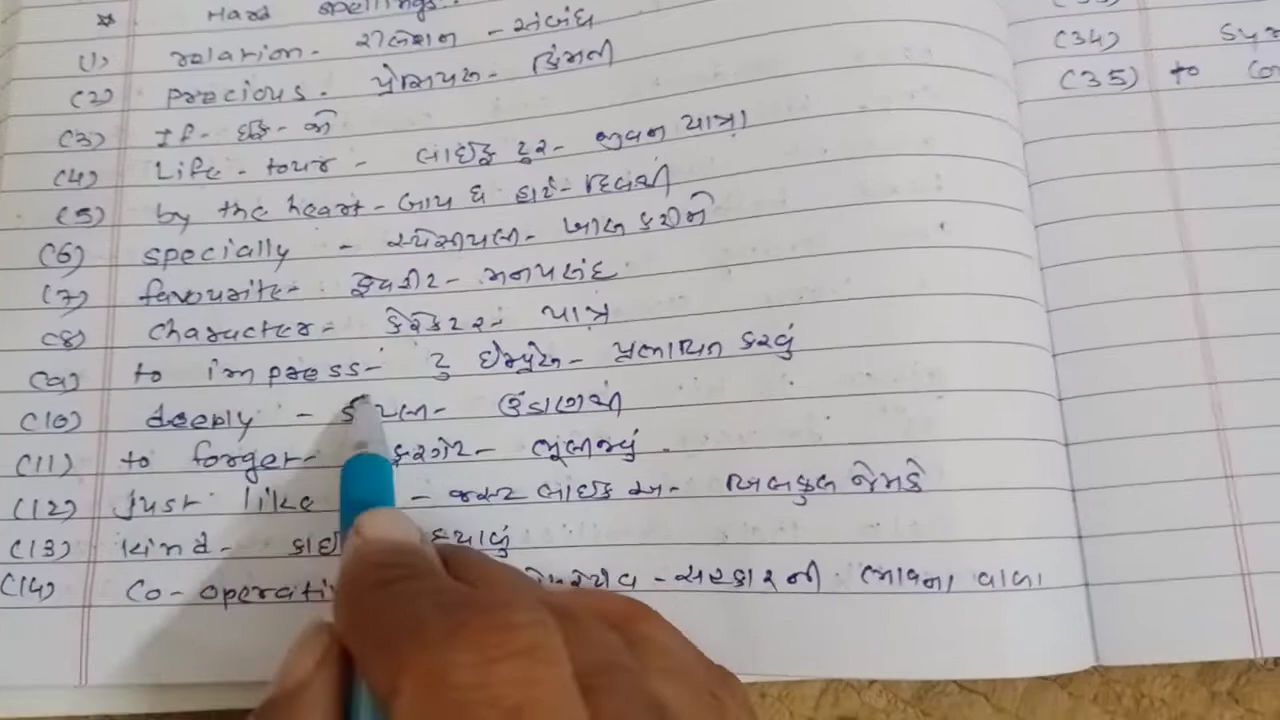 Hard Spellings.
(1) relation - રીલેશન - સંબંધ
(2) precious - પ્રેસિયસ - કિંમતી
(3) If - ઈફ - જો
(4) Life - tour - લાઈફ ટુર - જીવન યાત્રા
(5) by the heart - બાય ધ હાર્ટ - દિલથી
(6) specially - સ્પેસીયલ - ખાસ કરીને
(7) favourite - ફેવરીટ - મનપસંદ
(8) character - કેરેક્ટર - પાત્ર
(9) to impress - ટુ ઈમ્પ્રેસ - પ્રભાવિત કરવું
(10) deeply - ઊંડાણથી
(11) to forget - ફરગેટ - ભૂલી જવું.
(12) Just like - જસ્ટ લાઈક અ - બિલકુલ જેમકે
(13) kind - દયાળું
(14) Co-operati - સહકારની ભાવના વાળા
(34)
(35) to